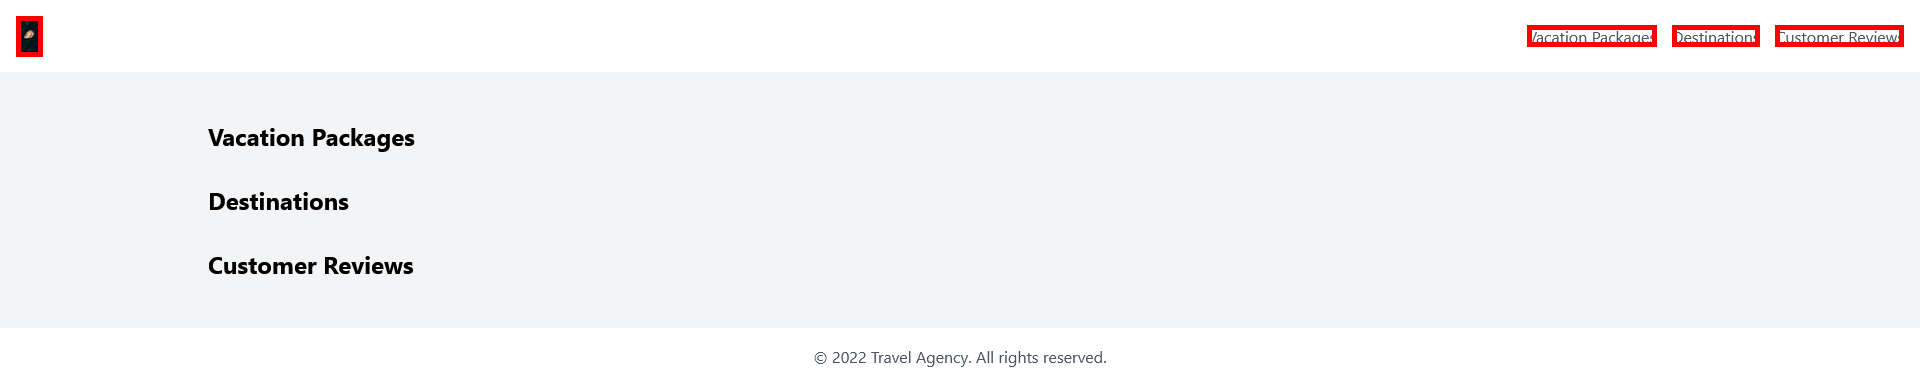 Vacation Packages Destinations Customer Reviews
Vacation Packages
Destinations
Customer Reviews
© 2022 Travel Agency. All rights reserved.